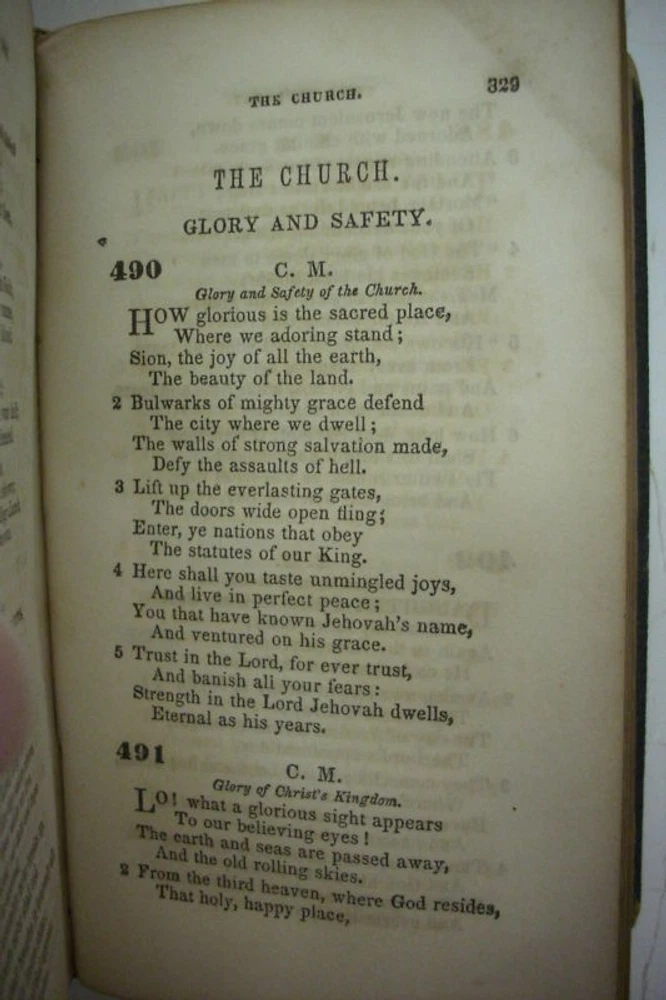 THE CHURCH. 329
THE CHURCH.
GLORY AND SAFETY.
490 C. M.
Glory and Safety of the Church.
HOW glorious is the sacred place,
Where we adoring stand;
Sion, the joy of all the earth,
The beauty of the land.
2 Bulwarks of mighty grace defend
The city where we dwell;
The walls of strong salvation made,
Defy the assaults of hell.
3 Lift up the everlasting gates,
The doors wide open fling;
Enter, ye nations that obey
The statutes of our King.
4 Here shall you taste unmingled joys,
And live in perfect peace;
You that have known Jehovah's name,
And ventured on his grace.
5 Trust in the Lord, for ever trust,
And banish all your fears:
Strength in the Lord Jehovah dwells,
Eternal as his years.
491 C. M.
Glory of Christ's Kingdom.
LO! what a glorious sight appears
To our believing eyes!
The earth and seas are passed away,
And the old rolling skies.
2 From the third heaven, where God resides,
That holy, happy place,